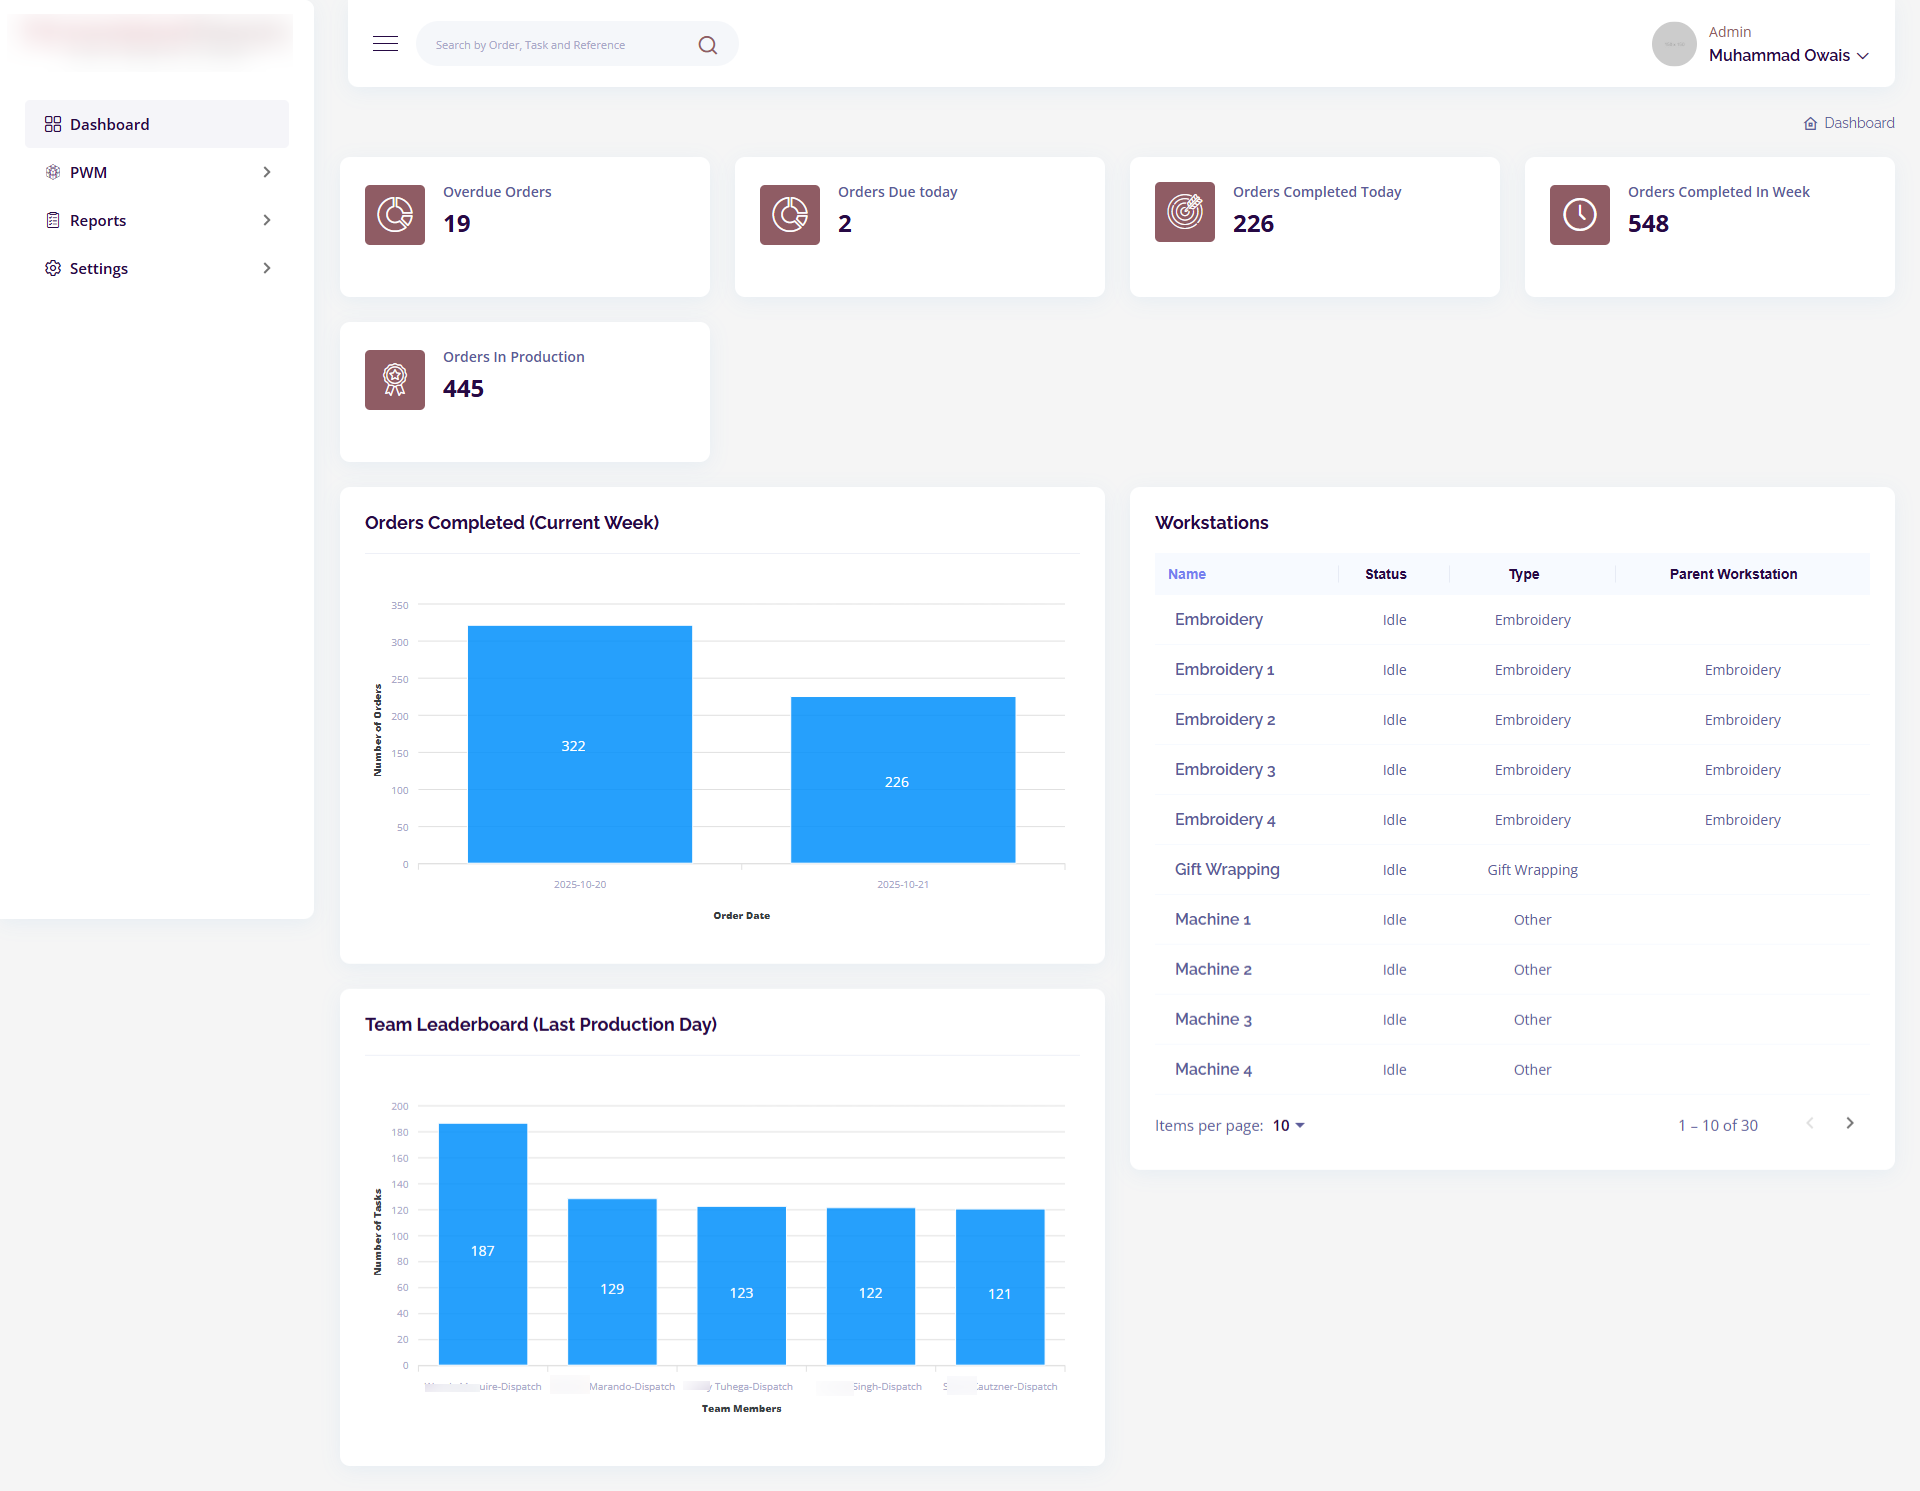 Search by Order, Task and Reference
Admin
Muhammad Owais
Dashboard
PWM
Reports
Settings
Dashboard
Overdue Orders
19
Orders Due today
2
Orders Completed Today
226
Orders Completed In Week
548
Orders In Production
445
Orders Completed (Current Week)
350
300
250
200
150
100
50
0
Number of Orders
322
226
2025-10-20
2025-10-21
Order Date
Team Leaderboard (Last Production Day)
200
180
160
140
120
100
80
60
40
20
0
Number of Tasks
187
129
123
122
121
uire-Dispatch
Marando-Dispatch
y Tuhega-Dispatch
Singh-Dispatch
autzner-Dispatch
Team Members
Workstations
Name Status Type Parent Workstation
Embroidery Idle Embroidery
Embroidery 1 Idle Embroidery Embroidery
Embroidery 2 Idle Embroidery Embroidery
Embroidery 3 Idle Embroidery Embroidery
Embroidery 4 Idle Embroidery Embroidery
Gift Wrapping Idle Gift Wrapping
Machine 1 Idle Other
Machine 2 Idle Other
Machine 3 Idle Other
Machine 4 Idle Other
Items per page: 10
1 – 10 of 30